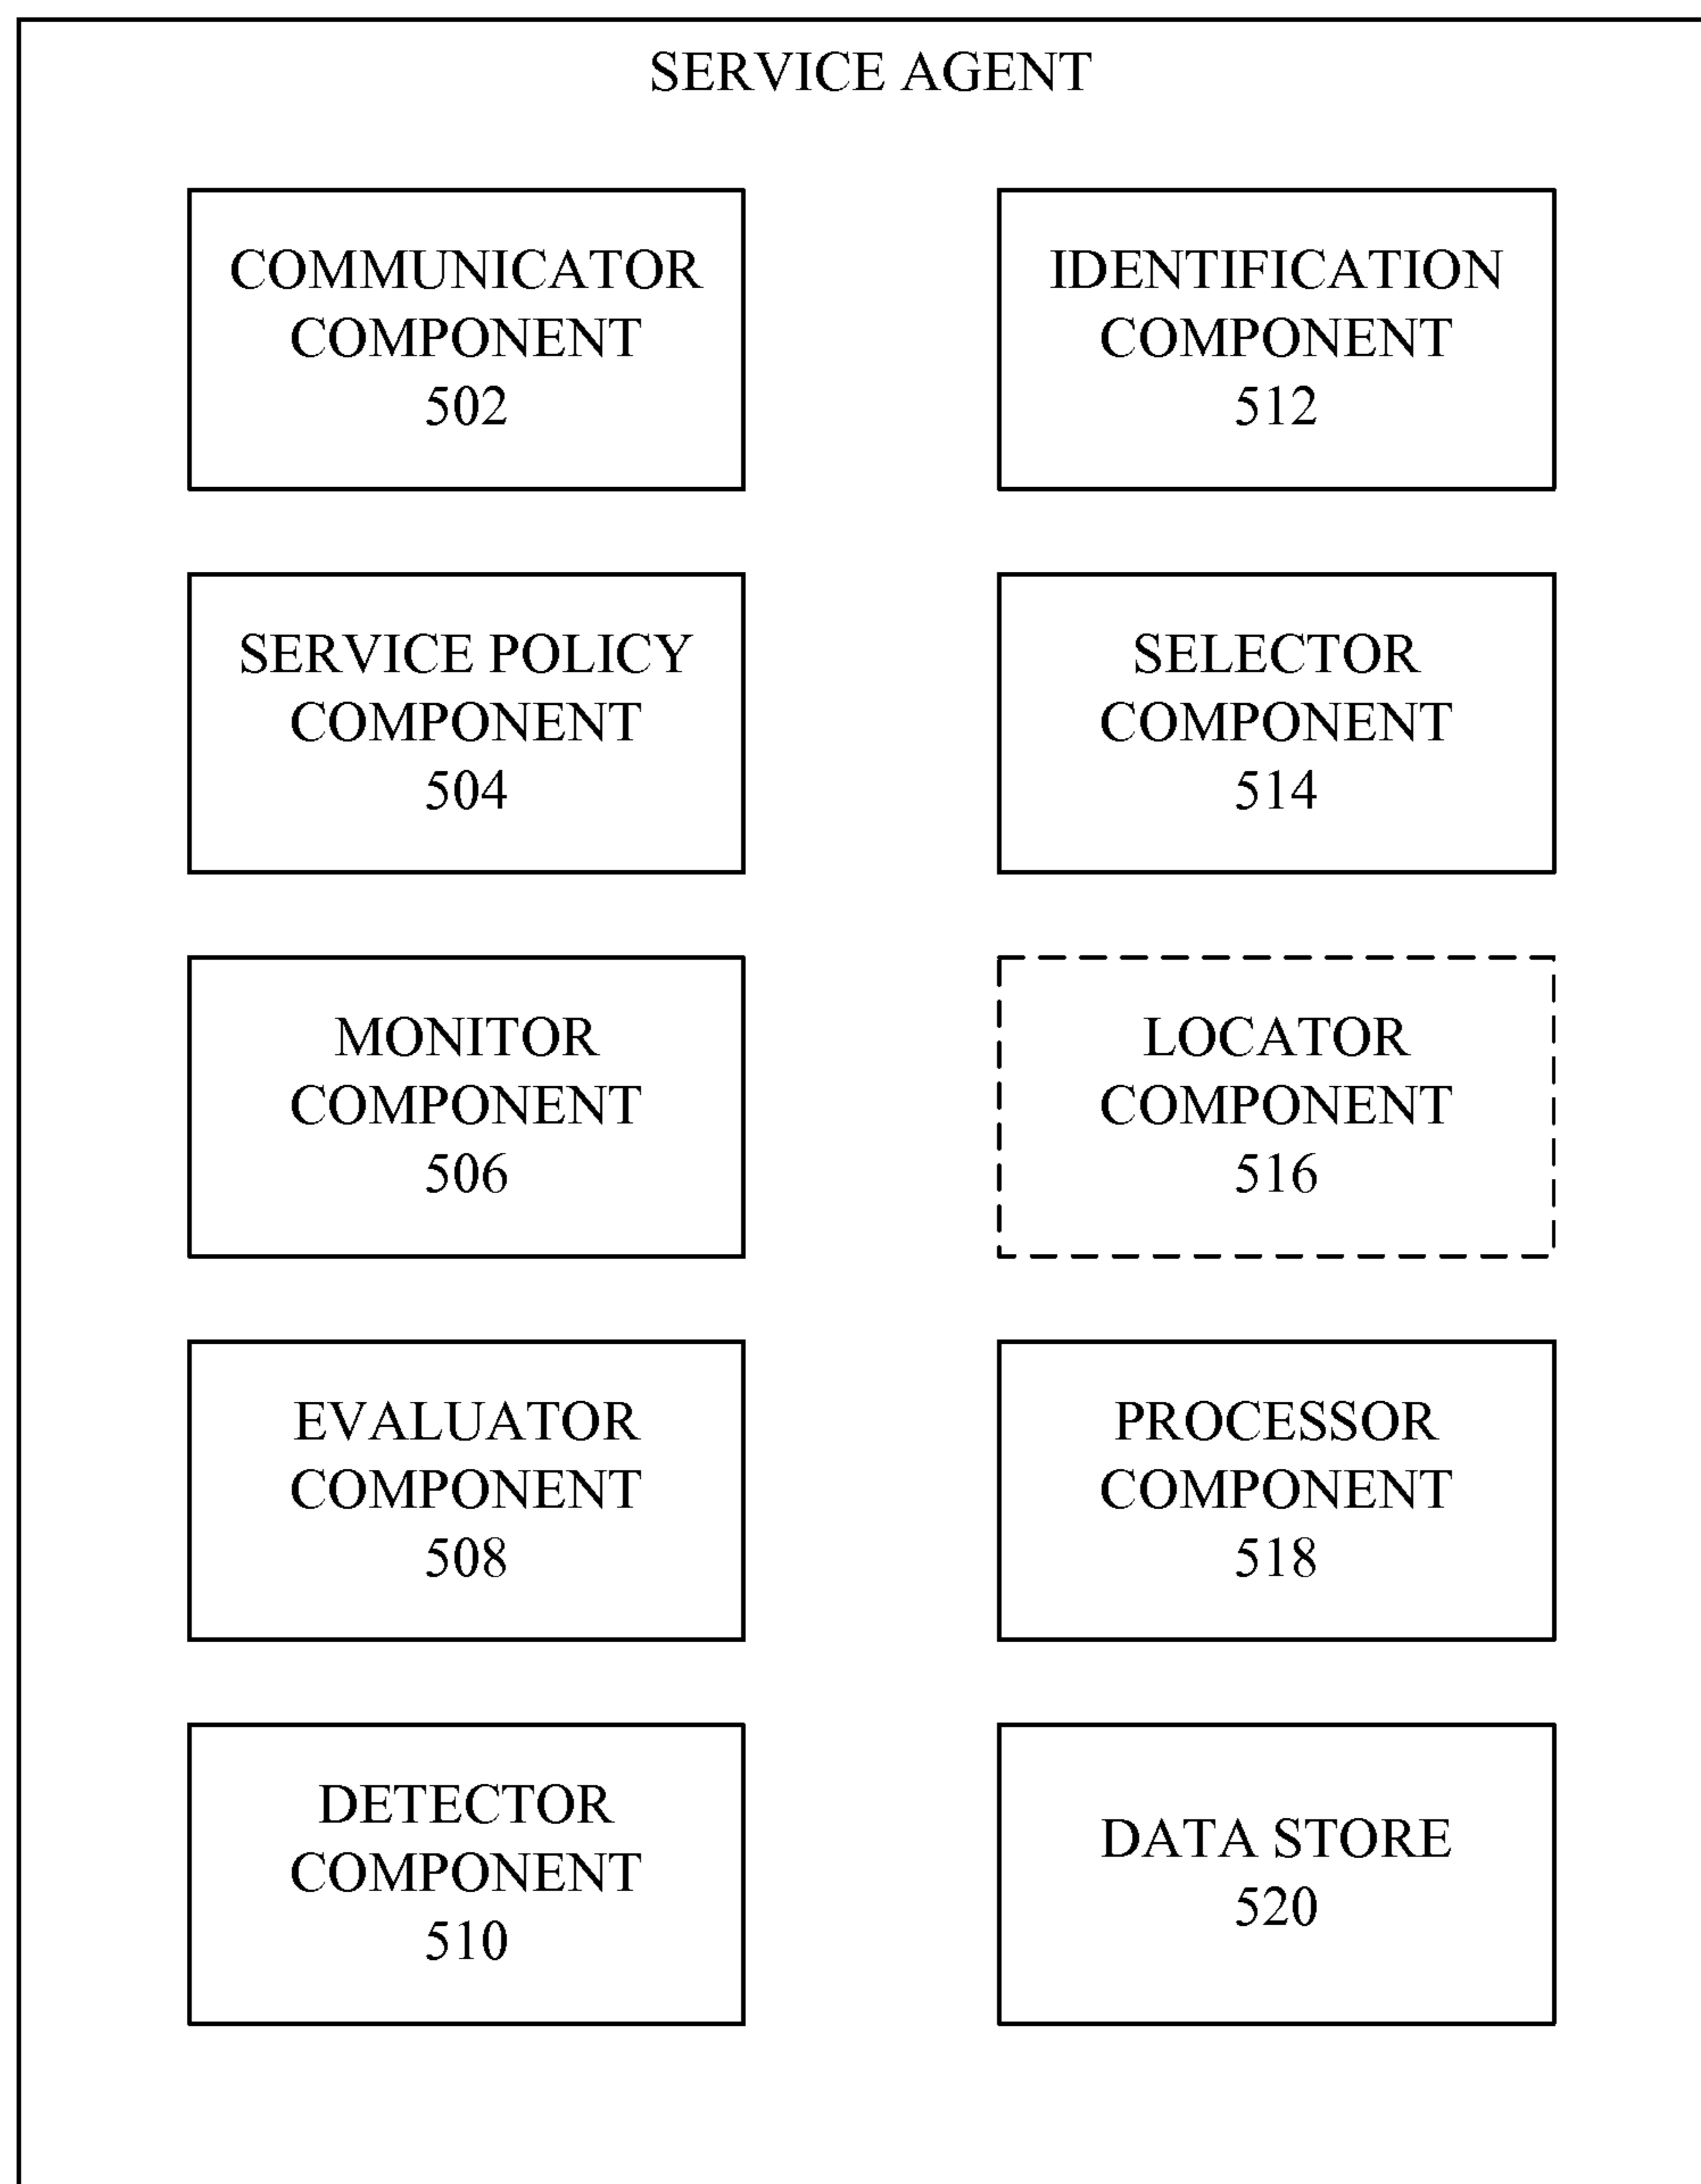 SERVICE AGENT
COMMUNICATOR
COMPONENT
502
IDENTIFICATION
COMPONENT
512
SERVICE POLICY
COMPONENT
504
SELECTOR
COMPONENT
514
MONITOR
COMPONENT
506
LOCATOR
COMPONENT
516
EVALUATOR
COMPONENT
508
PROCESSOR
COMPONENT
518
DETECTOR
COMPONENT
510
DATA STORE
520